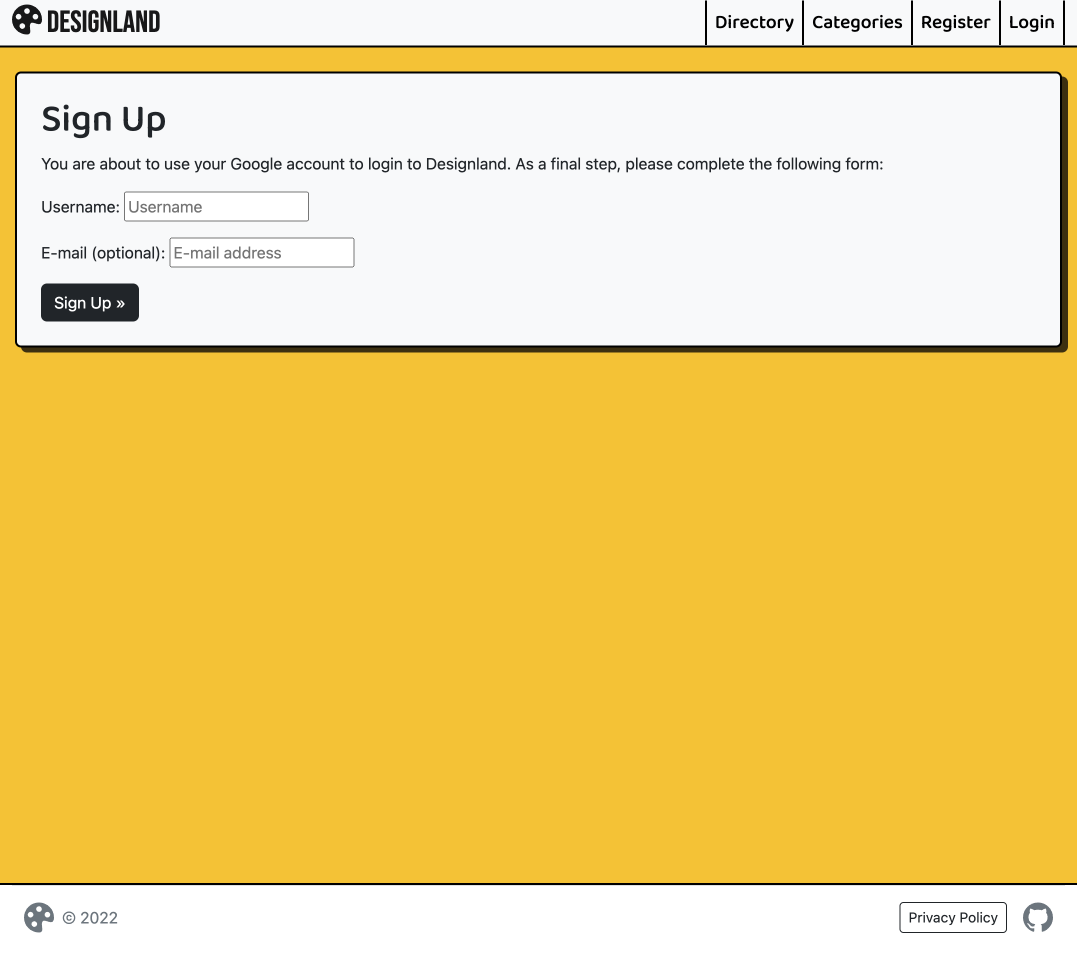 DESIGNLAND
Directory
Categories
Register
Login
Sign Up
You are about to use your Google account to login to Designland. As a final step, please complete the following form:
Username: Username
E-mail (optional): E-mail address
Sign Up »
© 2022
Privacy Policy